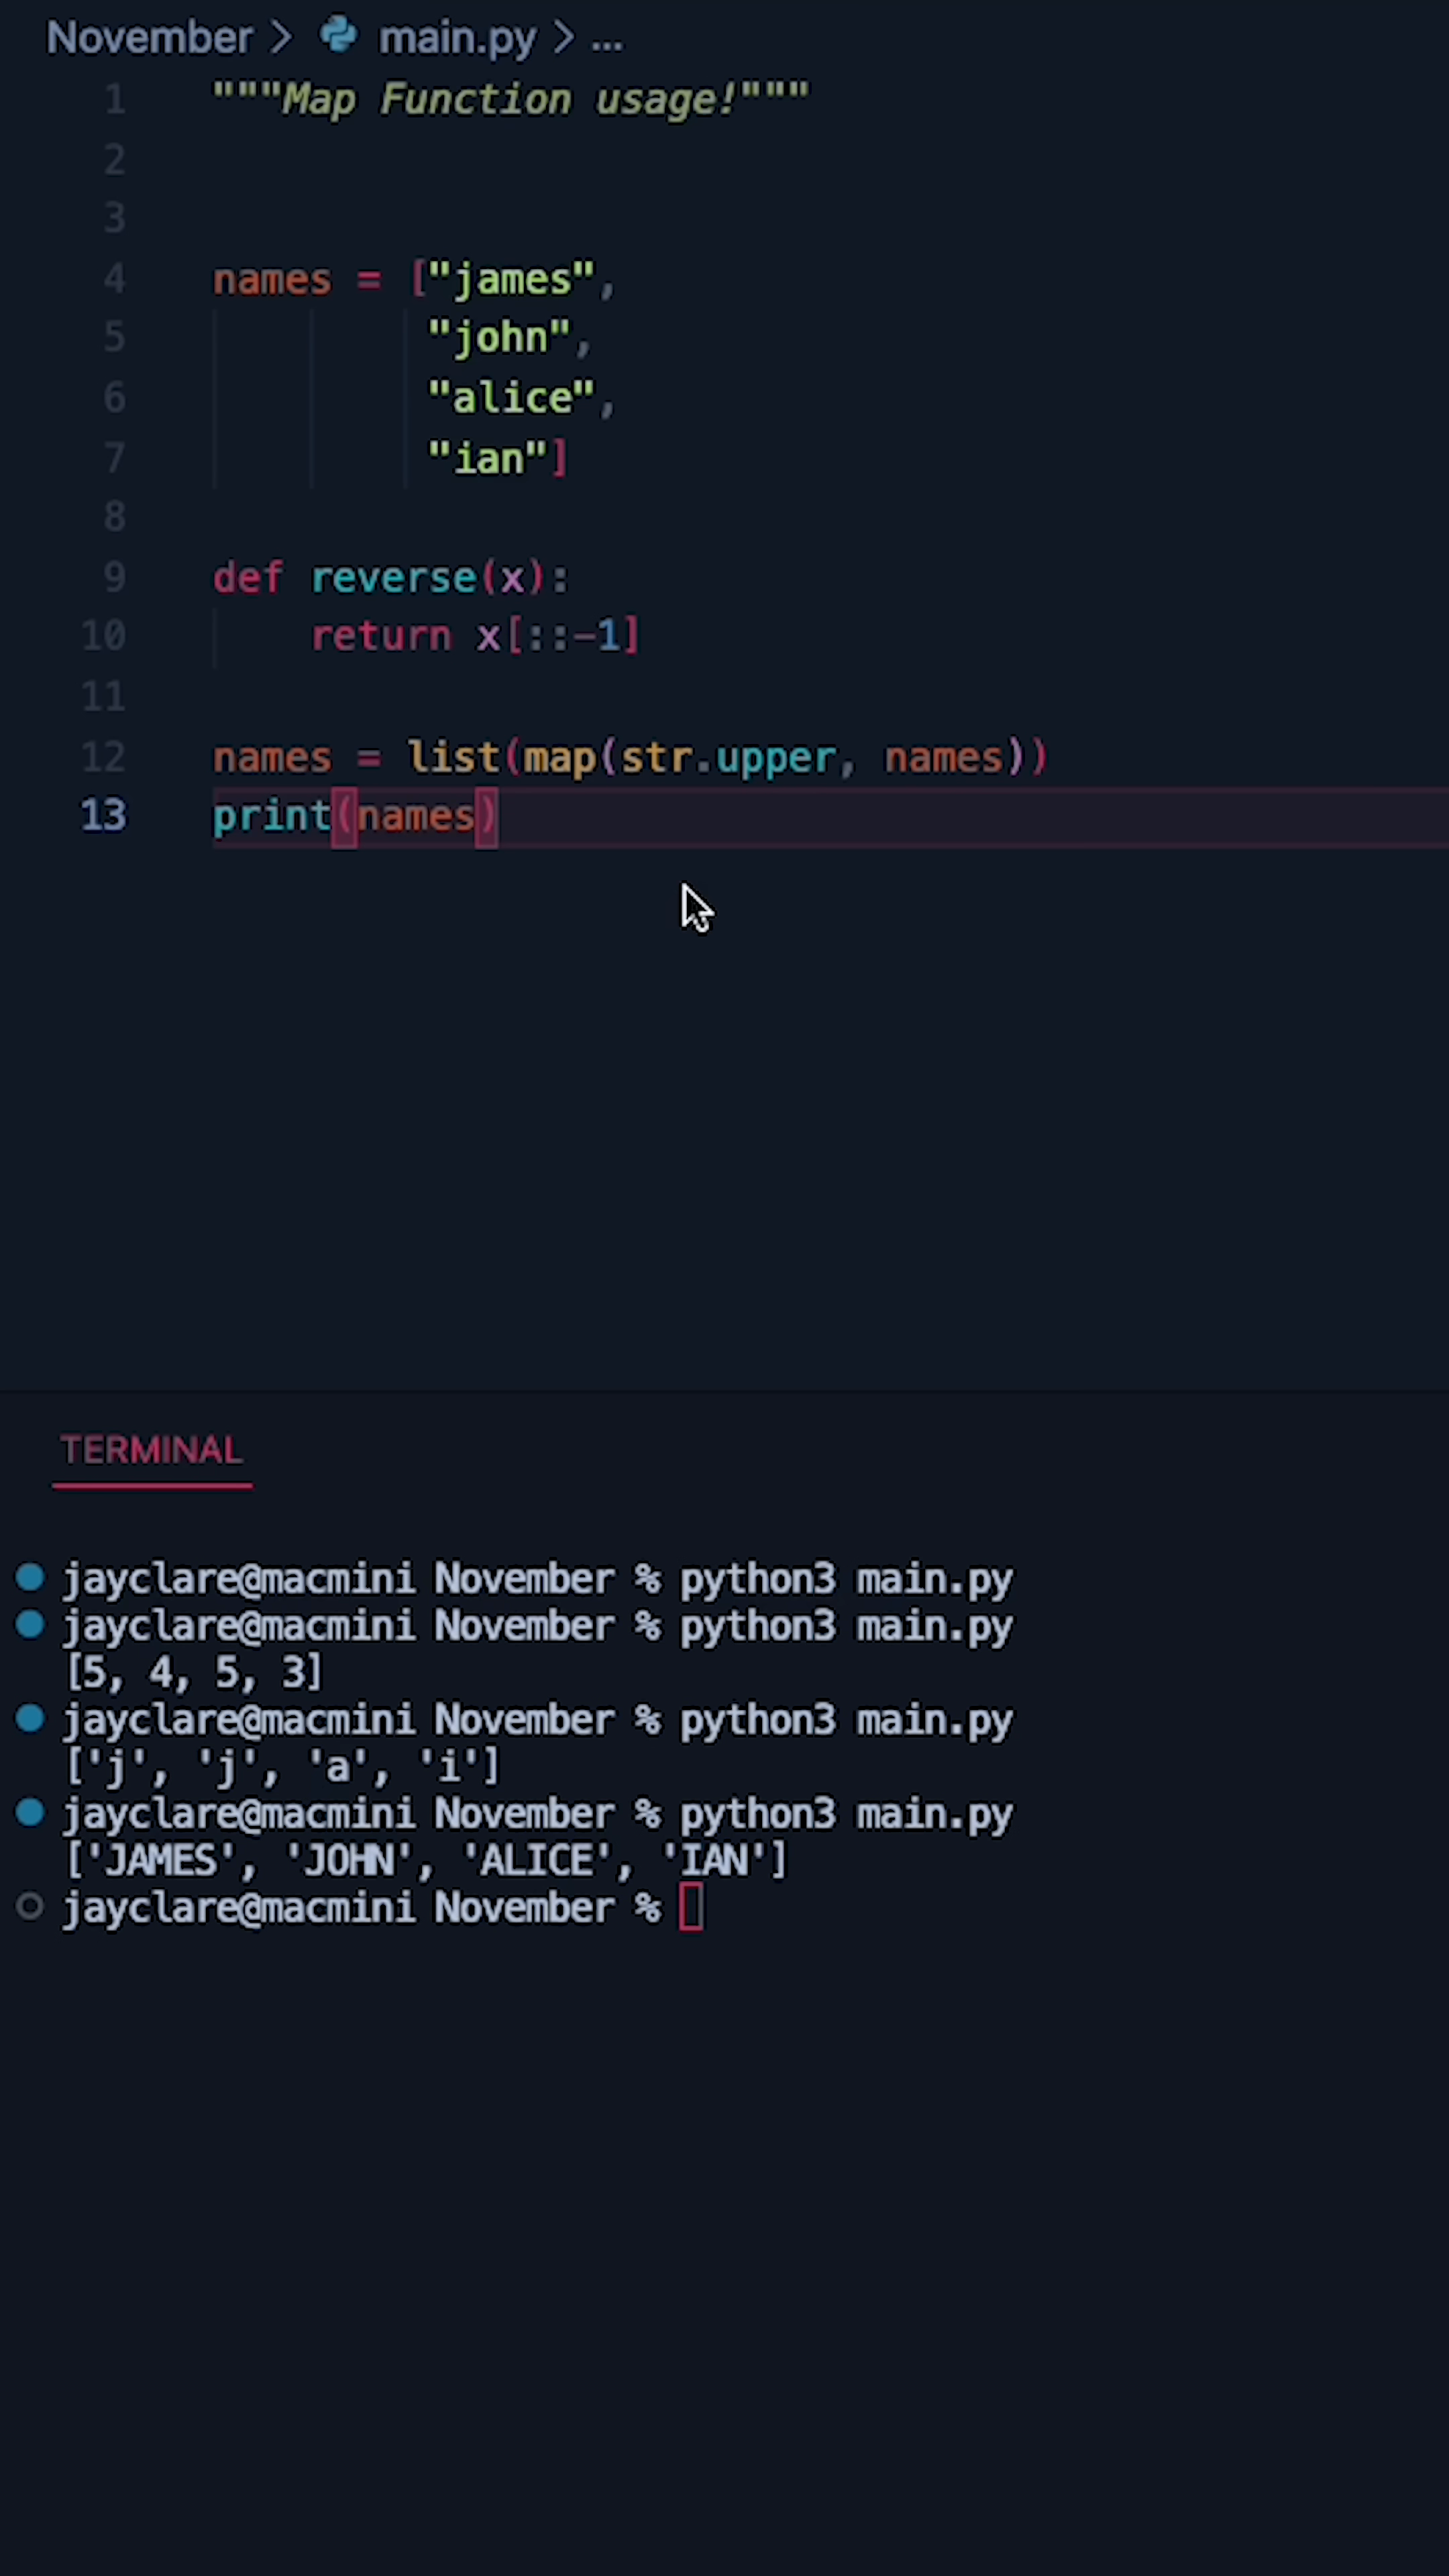 November > main.py > ...
1 """Map Function usage!"""
2
3
4 names = ["james",
5 "john",
6 "alice",
7 "ian"]
8
9 def reverse(x):
10 return x[::-1]
11
12 names = list(map(str.upper, names))
13 print(names)
TERMINAL
jayclare@macmini November % python3 main.py
jayclare@macmini November % python3 main.py
[5, 4, 5, 3]
jayclare@macmini November % python3 main.py
['j', 'j', 'a', 'i']
jayclare@macmini November % python3 main.py
['JAMES', 'JOHN', 'ALICE', 'IAN']
jayclare@macmini November %